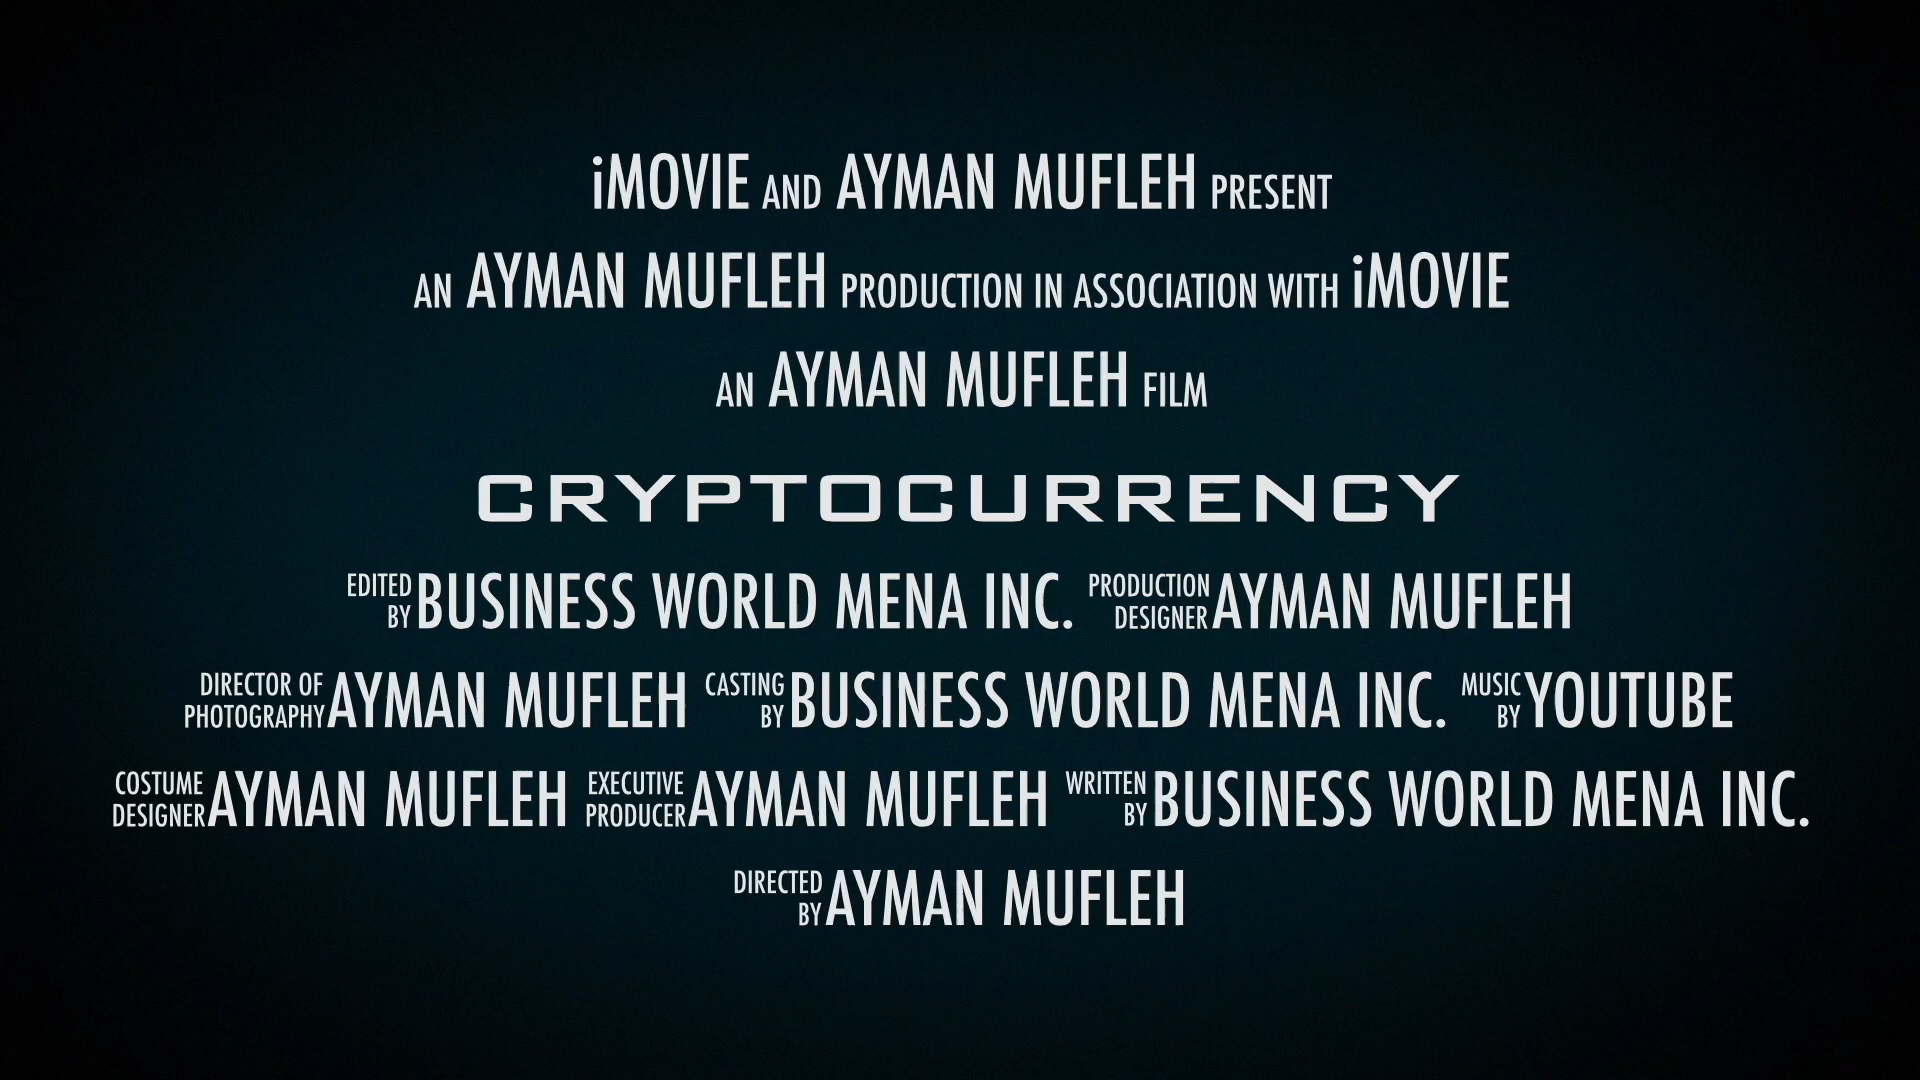 iMOVIE AND AYMAN MUFLEH PRESENT
AN AYMAN MUFLEH PRODUCTION IN ASSOCIATION WITH iMOVIE
AN AYMAN MUFLEH FILM
CRYPTOCURRENCY
EDITED BY BUSINESS WORLD MENA INC. PRODUCTION DESIGNER AYMAN MUFLEH
DIRECTOR OF PHOTOGRAPHY AYMAN MUFLEH CASTING BY BUSINESS WORLD MENA INC. MUSIC BY YOUTUBE
COSTUME DESIGNER AYMAN MUFLEH EXECUTIVE PRODUCER AYMAN MUFLEH WRITTEN BY BUSINESS WORLD MENA INC.
DIRECTED BY AYMAN MUFLEH